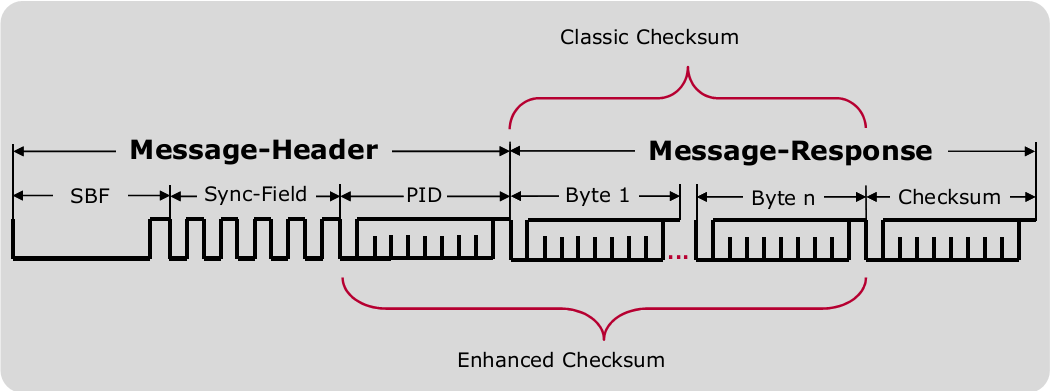 Classic Checksum
Message-Header
Message-Response
SBF
Sync-Field
PID
Byte 1
Byte n
Checksum
...
Enhanced Checksum